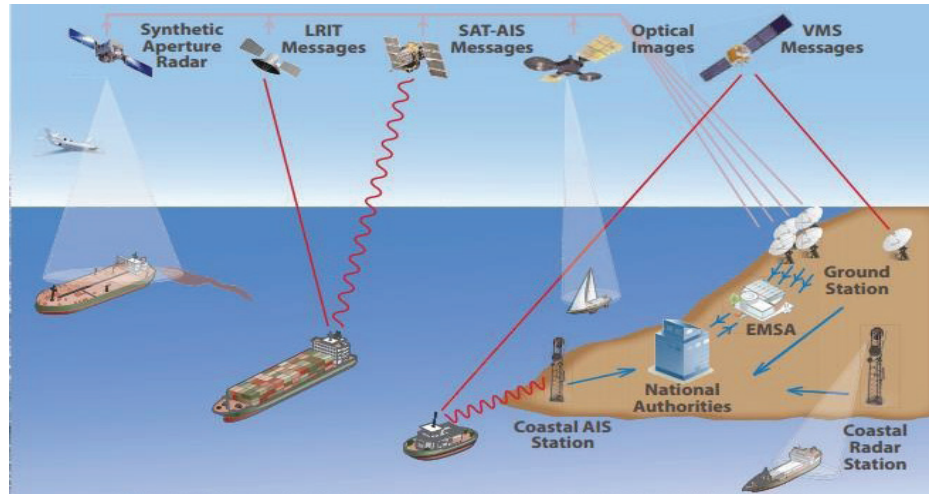 Synthetic
Aperture
Radar
LRIT
Messages
SAT-AIS
Messages
Optical
Images
VMS
Messages
Ground
Station
EMSA
National
Authorities
Coastal AIS
Station
Coastal
Radar
Station